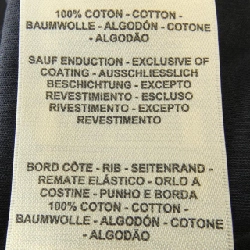 100% COTON - COTTON -
BAUMWOLLE - ALGODÓN - COTONE
- ALGODÃO
SAUF ENDUCTION - EXCLUSIVE OF
COATING - AUSSCHLIESSLICH
BESCHICHTUNG - EXCEPTO
REVESTIMIENTO - ESCLUSO
RIVESTIMENTO - EXCEPTO
REVESTIMENTO
BORD CÔTE - RIB - SEITENRAND -
REMATE ELÁSTICO - ORLO A
COSTINE - PUNHO E BORDA
100% COTON - COTTON -
BAUMWOLLE - ALGODÓN - COTONE
- ALGODÃO